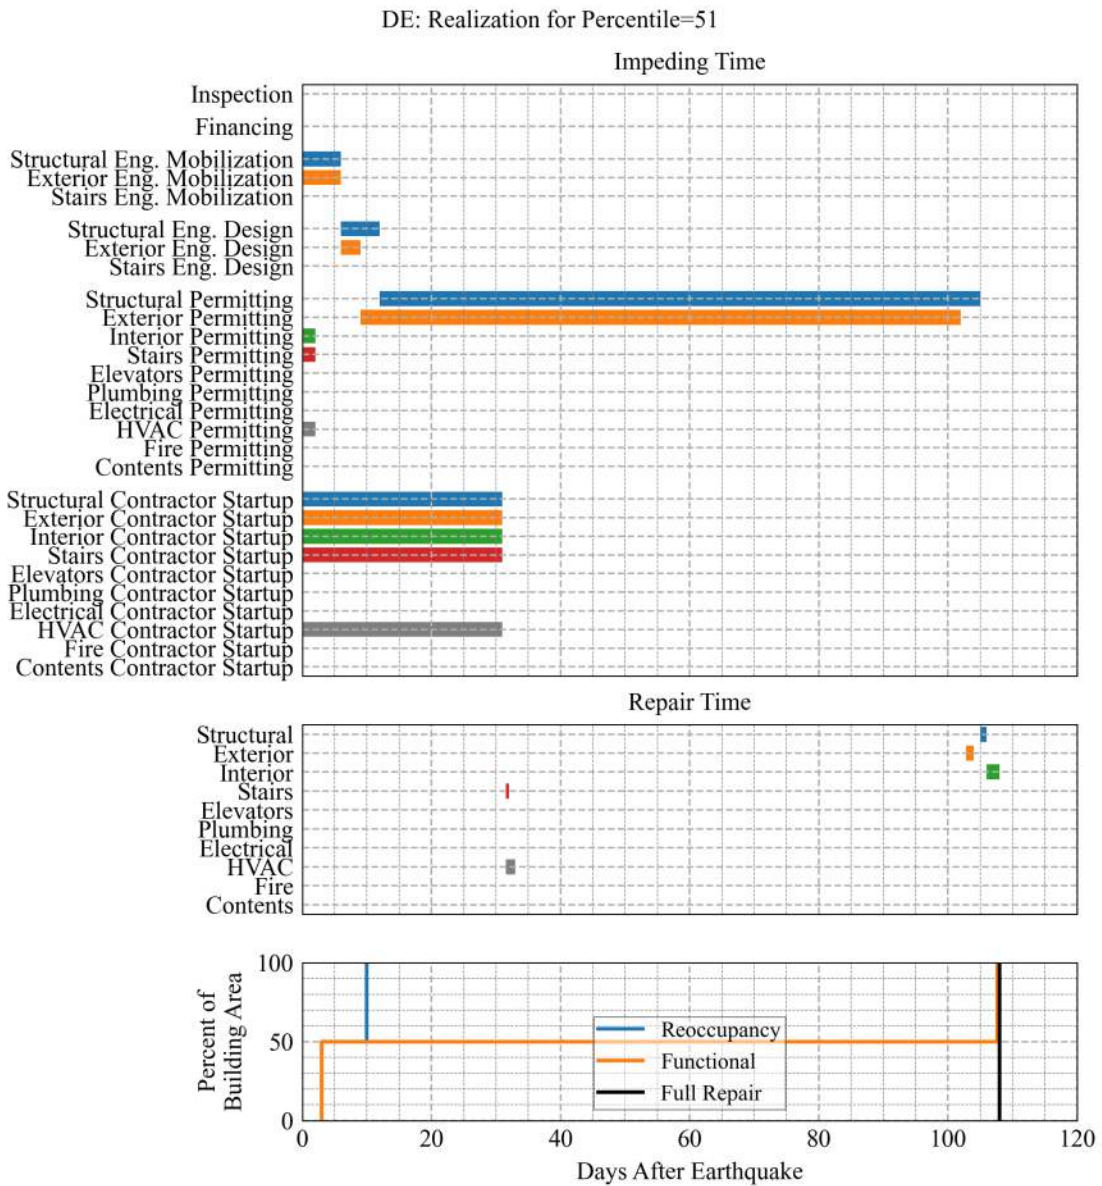 DE: Realization for Percentile=51
Impeding Time
Inspection
Financing
Structural Eng. Mobilization
Exterior Eng. Mobilization
Stairs Eng. Mobilization
Structural Eng. Design
Exterior Eng. Design
Stairs Eng. Design
Structural Permitting
Exterior Permitting
Interior Permitting
Stairs Permitting
Elevators Permitting
Plumbing Permitting
Electrical Permitting
HVAC Permitting
Fire Permitting
Contents Permitting
Structural Contractor Startup
Exterior Contractor Startup
Interior Contractor Startup
Stairs Contractor Startup
Elevators Contractor Startup
Plumbing Contractor Startup
Electrical Contractor Startup
HVAC Contractor Startup
Fire Contractor Startup
Contents Contractor Startup
Repair Time
Structural
Exterior
Interior
Stairs
Elevators
Plumbing
Electrical
HVAC
Fire
Contents
Percent of
Building Area
100
50
0
Reoccupancy
Functional
Full Repair
0 20 40 60 80 100 120
Days After Earthquake